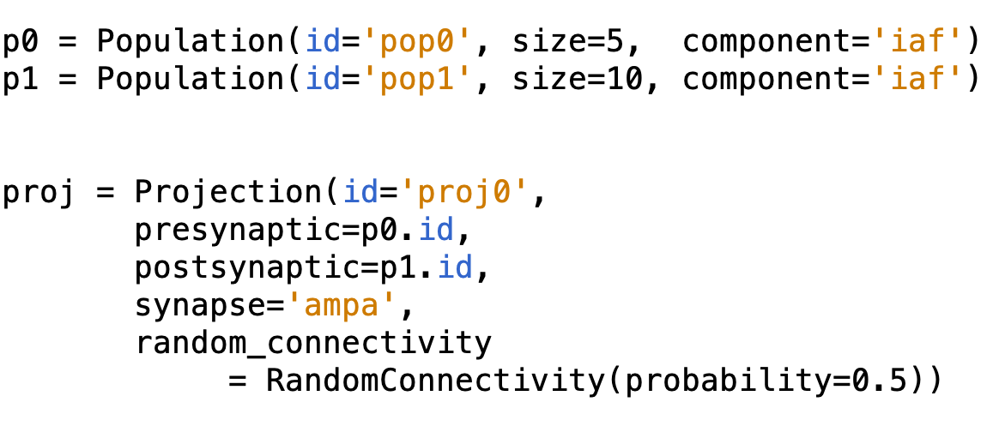 p0 = Population(id='pop0', size=5,  component='iaf')
p1 = Population(id='pop1', size=10, component='iaf')
proj = Projection(id='proj0',
       presynaptic=p0.id,
       postsynaptic=p1.id,
       synapse='ampa',
       random_connectivity
            = RandomConnectivity(probability=0.5))